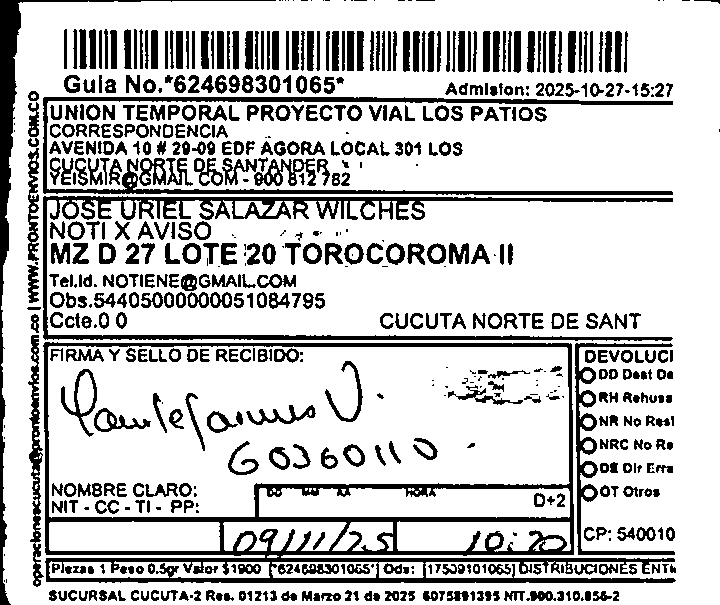 Guia No.*624698301065*
Admision: 2025-10-27-15:27
UNION TEMPORAL PROYECTO VIAL LOS PATIOS
CORRESPONDENCIA
AVENIDA 10 # 29-09 EDF AGORA LOCAL 301 LOS
CUCUTA NORTE DE SANTANDER
YEISMIR@GMAIL.COM - 900 812 782
JOSE URIEL SALAZAR WILCHES
NOTI X AVISO
MZ D 27 LOTE 20 TOROCOROMA II
Tel.Id. NOTIENE@GMAIL.COM
Obs.54405000000051084795
Ccte.0 0
CUCUTA NORTE DE SANT
FIRMA Y SELLO DE RECIBIDO:
60360110
NOMBRE CLARO:
NIT - CC - TI - PP:
DD MM AA HORA
D+2
09/11/25 10:20
DEVOLUCI
DD Dest De
RH Rehusa
NR No Resi
NRC No Re
DE Dir Erra
OT Otros
CP: 540010
Piezas 1 Peso 0.5gr Valor $1900 *624698301065* Ods: [17539101065] DISTRIBUCIONES ENT
SUCURSAL CUCUTA-2 Res. 01213 de Marzo 21 de 2025 6075891395 NIT.900.310.856-2
operacionescucuta@prontoenvios.com.co | WWW.PRONTOENVIOS.COM.CO